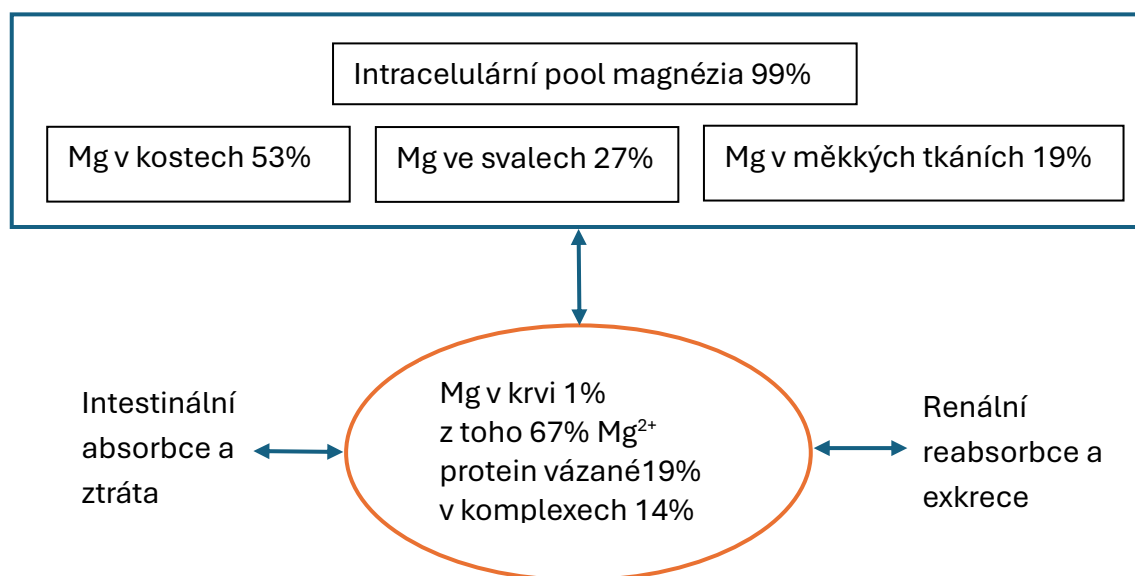 Intracelulární pool magnézia 99%
Mg v kostech 53%
Mg ve svalech 27%
Mg v měkkých tkáních 19%
Intestinální
absorbce a
ztráta
Mg v krvi 1%
z toho 67% Mg²⁺
protein vázané19%
v komplexech 14%
Renální
reabsorbce a
exkrece